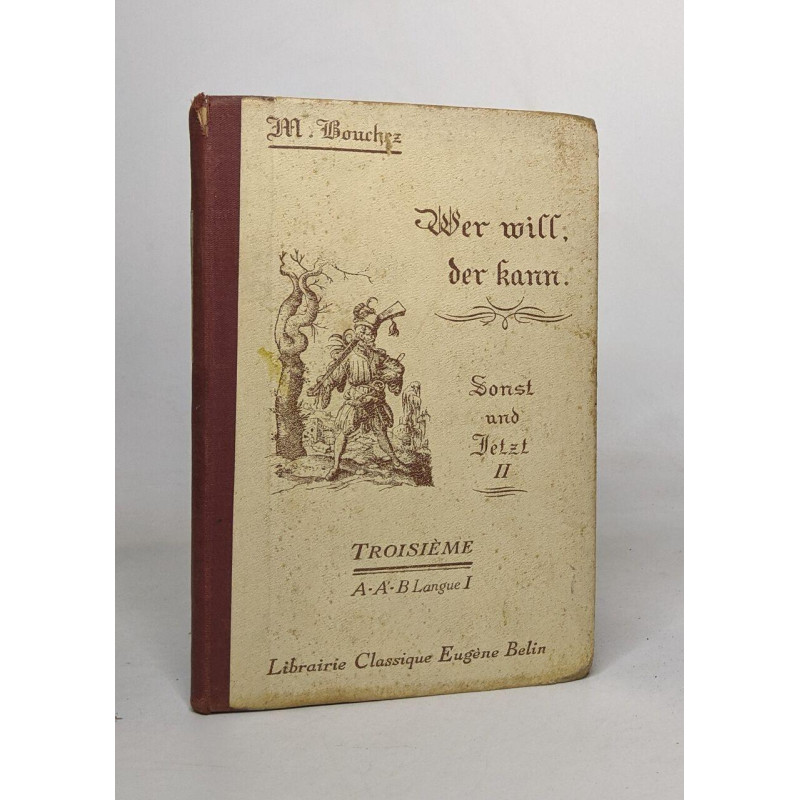 M. Bouchez
Wer will,
der kann.
Sonst
und
Jetzt
II
TROISIÈME
A-A'-B Langue I
Librairie Classique Eugène Belin